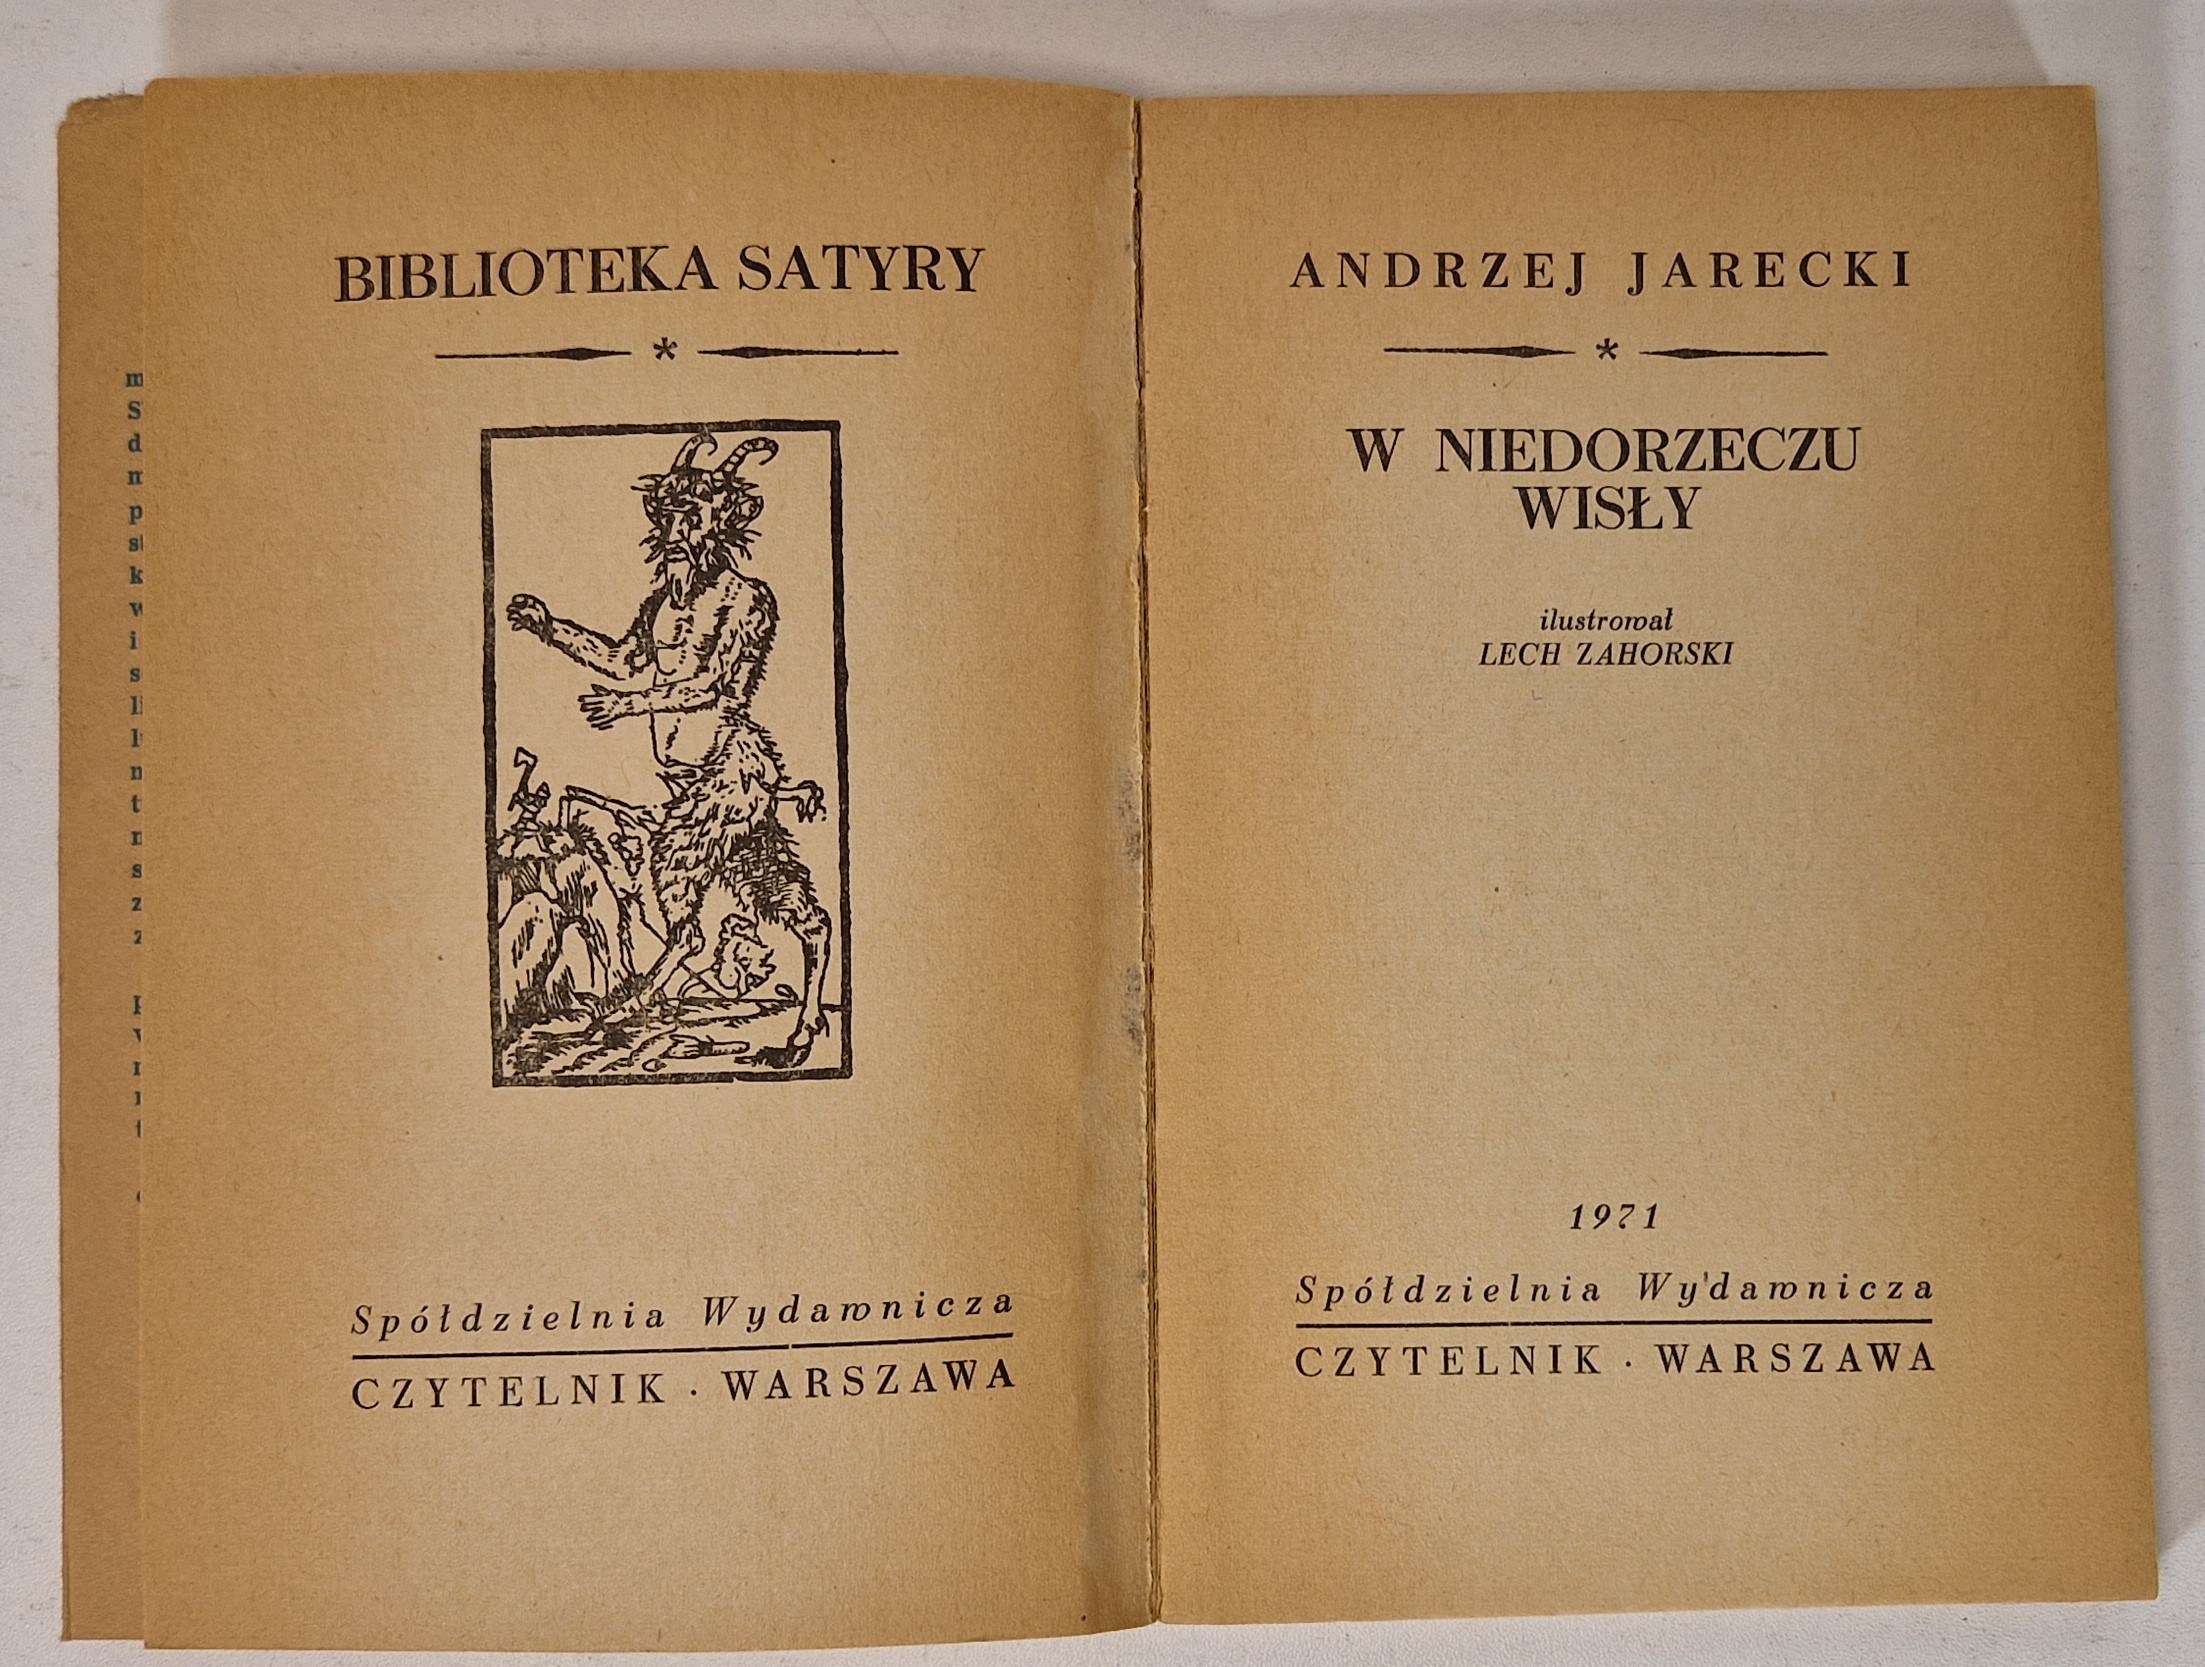 BIBLIOTEKA SATYRY
*
Spółdzielnia Wydawnicza
CZYTELNIK · WARSZAWA
ANDRZEJ JARECKI
*
W NIEDORZECZU
WISŁY
ilustrował
LECH ZAHORSKI
1971
Spółdzielnia Wydawnicza
CZYTELNIK · WARSZAWA